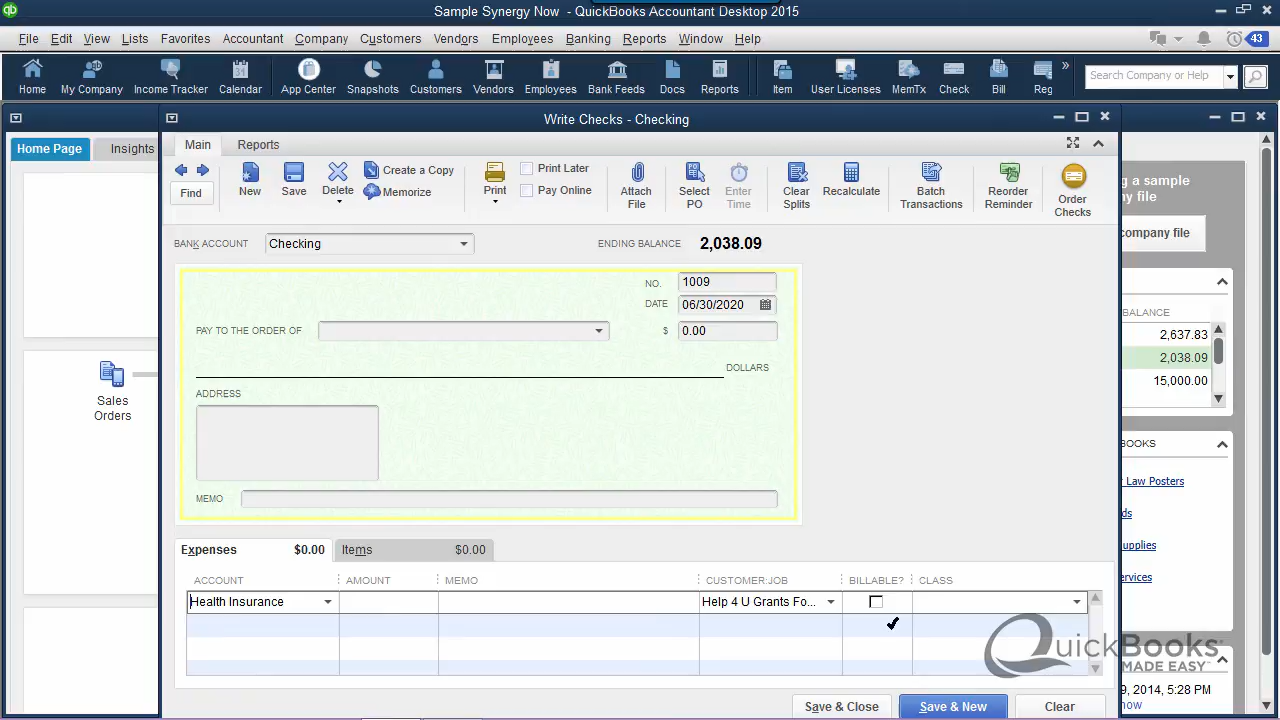 Sample Synergy Now - QuickBooks Accountant Desktop 2015
File Edit View Lists Favorites Accountant Company Customers Vendors Employees Banking Reports Window Help
43
Home My Company Income Tracker Calendar App Center Snapshots Customers Vendors Employees Bank Feeds Docs Reports Item User Licenses MemTx Check Bill Reg
Search Company or Help
Write Checks - Checking
Home Page Insights
Main Reports
Find
New
Save
Delete
Create a Copy
Memorize
Print
Print Later
Pay Online
Attach
File
Select
PO
Enter
Time
Clear
Splits
Recalculate
Batch
Transactions
Reorder
Reminder
Order
Checks
BANK ACCOUNT Checking
ENDING BALANCE 2,038.09
NO. 1009
DATE 06/30/2020
PAY TO THE ORDER OF
$ 0.00
DOLLARS
ADDRESS
MEMO
Expenses $0.00
Items $0.00
ACCOUNT AMOUNT MEMO CUSTOMER:JOB BILLABLE? CLASS
Health Insurance Help 4 U Grants Fo...
Save & Close Save & New Clear
Sales
Orders
g a sample
ny file
company file
BALANCE
2,637.83
2,038.09
15,000.00
BOOKS
Law Posters
ds
upplies
ervices
9, 2014, 5:28 PM
now
QuickBooks
MADE EASY™